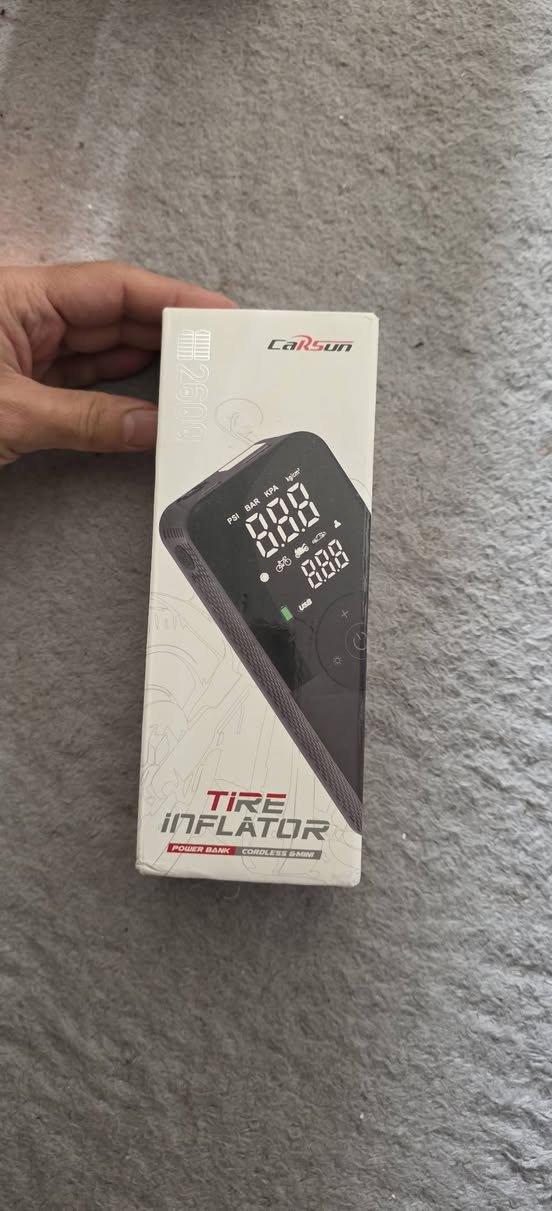 CaRSun
2600
PSI BAR KPA kg/cm²
888
888
USB
TIRE
INFLATOR
POWER BANK CORDLESS &MINI